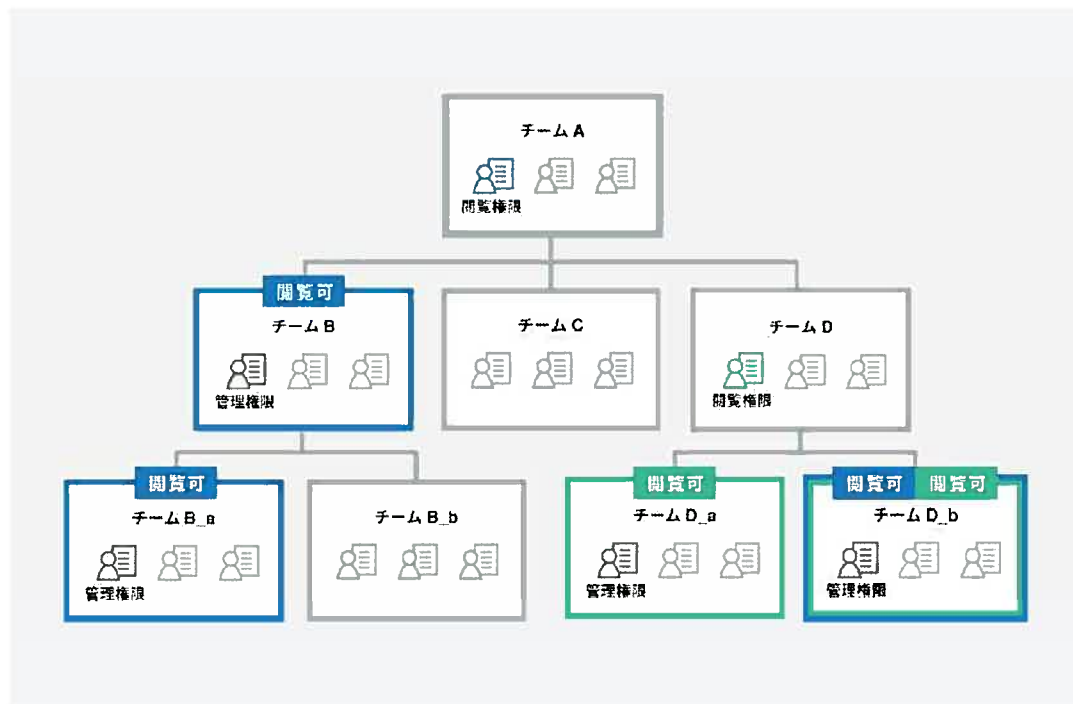 チーム A
閲覧権限
閲覧可
チーム B
管理権限
チーム C
チーム D
閲覧権限
閲覧可
チーム B_a
管理権限
チーム B_b
閲覧可
チーム D_a
管理権限
閲覧可 閲覧可
チーム D_b
管理権限